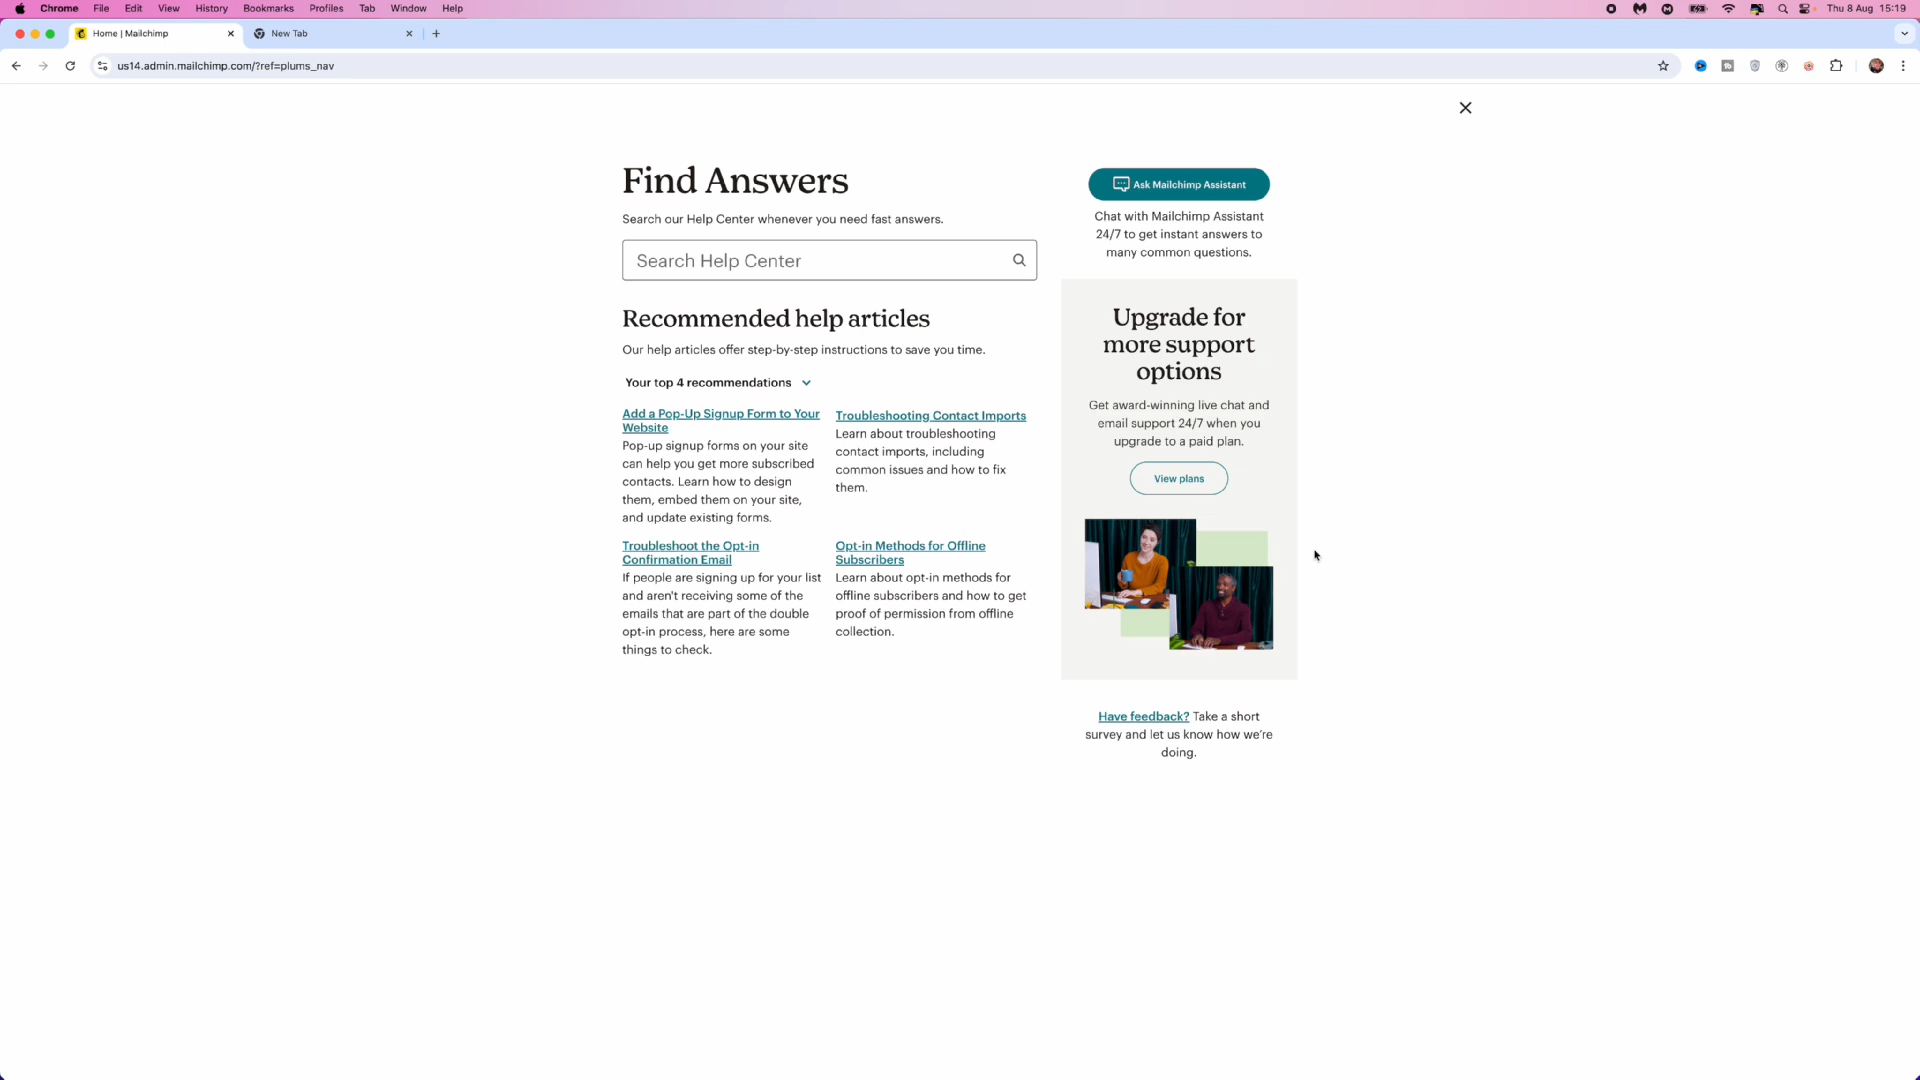 Chrome File Edit View History Bookmarks Profiles Tab Window Help Thu 8 Aug 15:19
Home | Mailchimp New Tab
us14.admin.mailchimp.com/?ref=plums_nav
Find Answers
Search our Help Center whenever you need fast answers.
Search Help Center
Recommended help articles
Our help articles offer step-by-step instructions to save you time.
Your top 4 recommendations
Add a Pop-Up Signup Form to Your
Website
Pop-up signup forms on your site
can help you get more subscribed
contacts. Learn how to design
them, embed them on your site,
and update existing forms.
Troubleshooting Contact Imports
Learn about troubleshooting
contact imports, including
common issues and how to fix
them.
Troubleshoot the Opt-in
Confirmation Email
If people are signing up for your list
and aren't receiving some of the
emails that are part of the double
opt-in process, here are some
things to check.
Opt-in Methods for Offline
Subscribers
Learn about opt-in methods for
offline subscribers and how to get
proof of permission from offline
collection.
Ask Mailchimp Assistant
Chat with Mailchimp Assistant
24/7 to get instant answers to
many common questions.
Upgrade for
more support
options
Get award-winning live chat and
email support 24/7 when you
upgrade to a paid plan.
View plans
Have feedback? Take a short
survey and let us know how we're
doing.